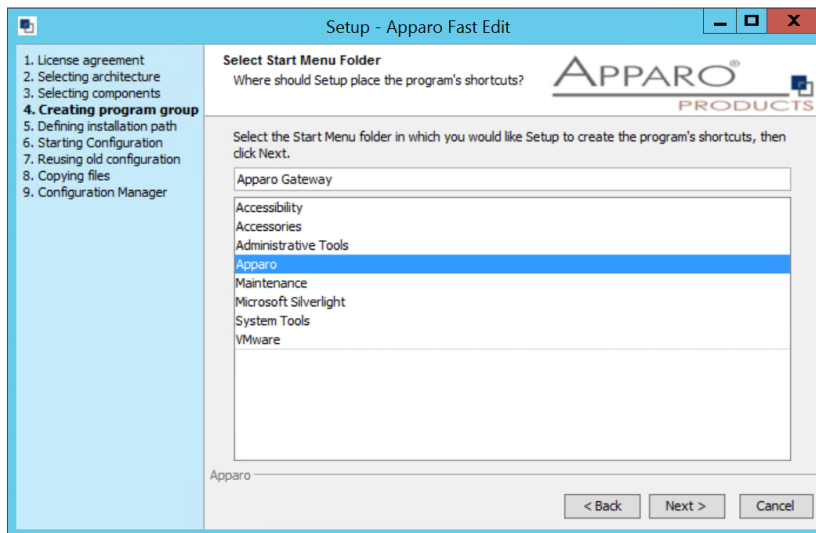 Setup - Apparo Fast Edit
X
1. License agreement
2. Selecting architecture
3. Selecting components
4. Creating program group
5. Defining installation path
6. Starting Configuration
7. Reusing old configuration
8. Copying files
9. Configuration Manager
Select Start Menu Folder
Where should Setup place the program's shortcuts?
APPARO®
PRODUCTS
Select the Start Menu folder in which you would like Setup to create the program's shortcuts, then
click Next.
Apparo Gateway
Accessibility
Accessories
Administrative Tools
Apparo
Maintenance
Microsoft Silverlight
System Tools
VMware
Apparo
< Back
Next >
Cancel